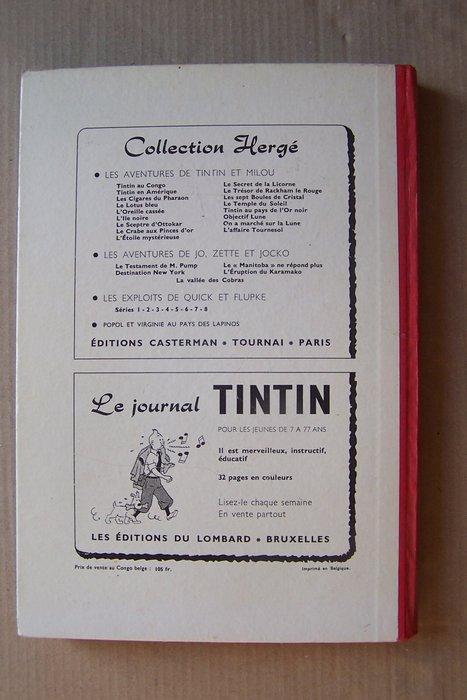 Collection Hergé
• LES AVENTURES DE TINTIN ET MILOU
Tintin au Congo
Tintin en Amérique
Les Cigares du Pharaon
Le Lotus bleu
L'Oreille cassée
L'Ile noire
Le Sceptre d'Ottokar
Le Crabe aux Pinces d'or
L'Étoile mystérieuse
Le Secret de la Licorne
Le Trésor de Rackham le Rouge
Les sept Boules de Cristal
Le Temple du Soleil
Tintin au pays de l'Or noir
Objectif Lune
On a marché sur la Lune
L'affaire Tournesol
• LES AVENTURES DE JO, ZETTE ET JOCKO
Le Testament de M. Pump
Destination New York
Le « Manitoba » ne répond plus
L'Éruption du Karamako
La vallée des Cobras
• LES EXPLOITS DE QUICK ET FLUPKE
Séries 1 - 2 - 3 - 4 - 5 - 6 - 7 - 8
• POPOL ET VIRGINIE AU PAYS DES LAPINOS
ÉDITIONS CASTERMAN • TOURNAI • PARIS
Le journal TINTIN
POUR LES JEUNES DE 7 A 77 ANS
Il est merveilleux, instructif,
éducatif
32 pages en couleurs
Lisez-le chaque semaine
En vente partout
LES ÉDITIONS DU LOMBARD • BRUXELLES
Prix de vente au Congo belge : 105 fr.
Imprimé en Belgique.